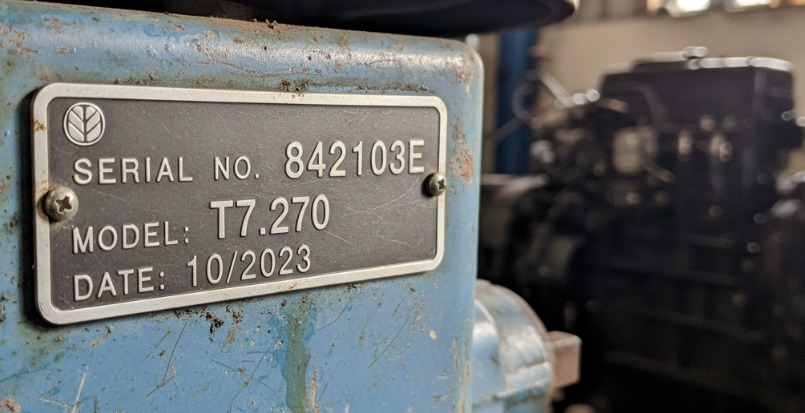 SERIAL NO. 842103E
MODEL: T7.270
DATE: 10/2023